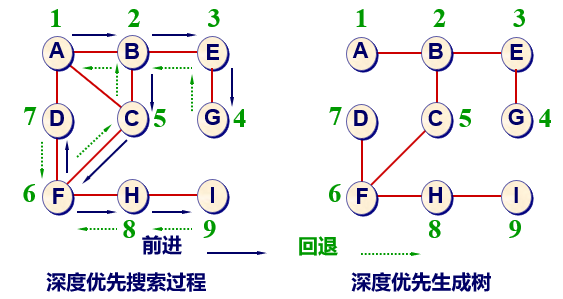 1 2 3 1 2 3
A B E A B E
7 D C 5 G 4 7 D C 5 G 4
6 F H I 6 F H I
8 9 8 9
前进 回退
深度优先搜索过程 深度优先生成树